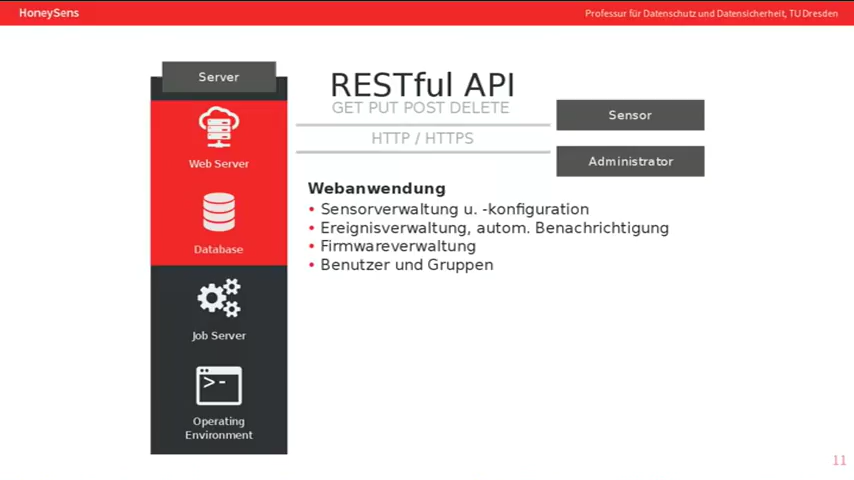 HoneySens
Professur für Datenschutz und Datensicherheit, TU Dresden
Server
Web Server
Database
Job Server
>-
Operating
Environment
RESTful API
GET PUT POST DELETE
HTTP / HTTPS
Sensor
Administrator
Webanwendung
• Sensorverwaltung u. -konfiguration
• Ereignisverwaltung, autom. Benachrichtigung
• Firmwareverwaltung
• Benutzer und Gruppen
11